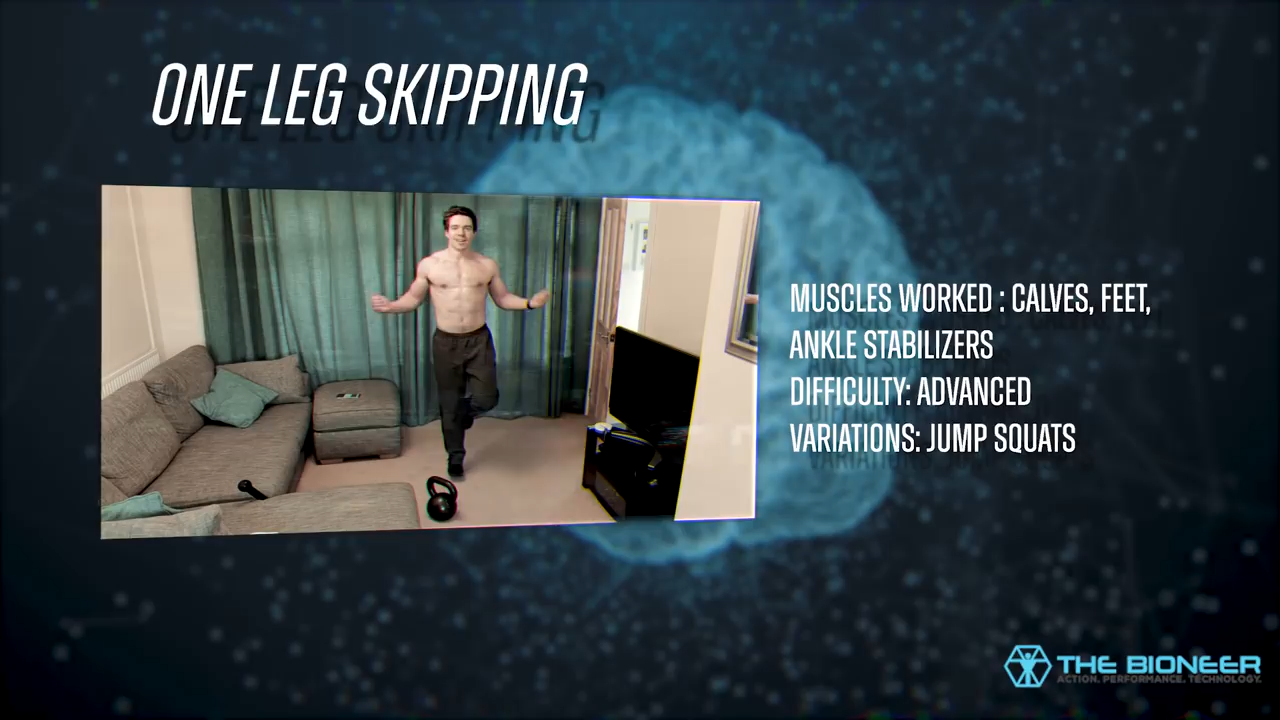 ONE LEG SKIPPING
MUSCLES WORKED : CALVES, FEET,
ANKLE STABILIZERS
DIFFICULTY: ADVANCED
VARIATIONS: JUMP SQUATS
THE BIONEER
ACTION. PERFORMANCE. TECHNOLOGY.